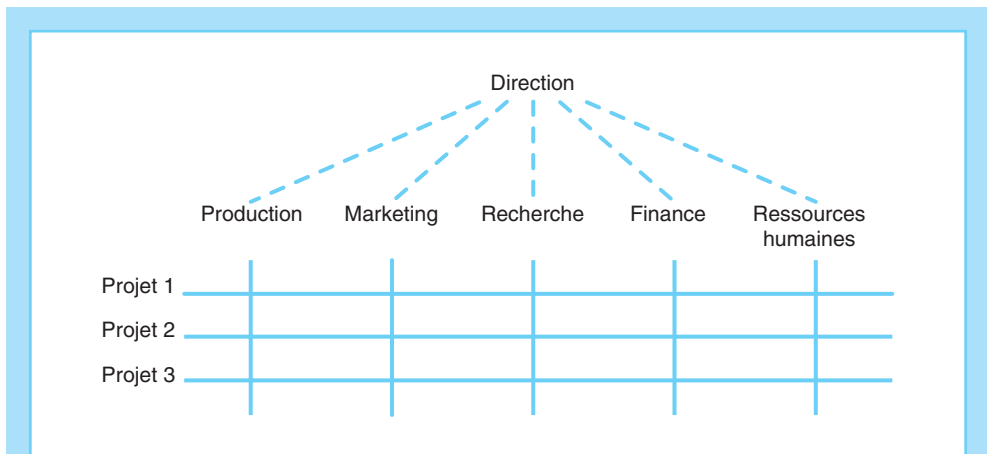 Direction
Production Marketing Recherche Finance Ressources
humaines
Projet 1
Projet 2
Projet 3